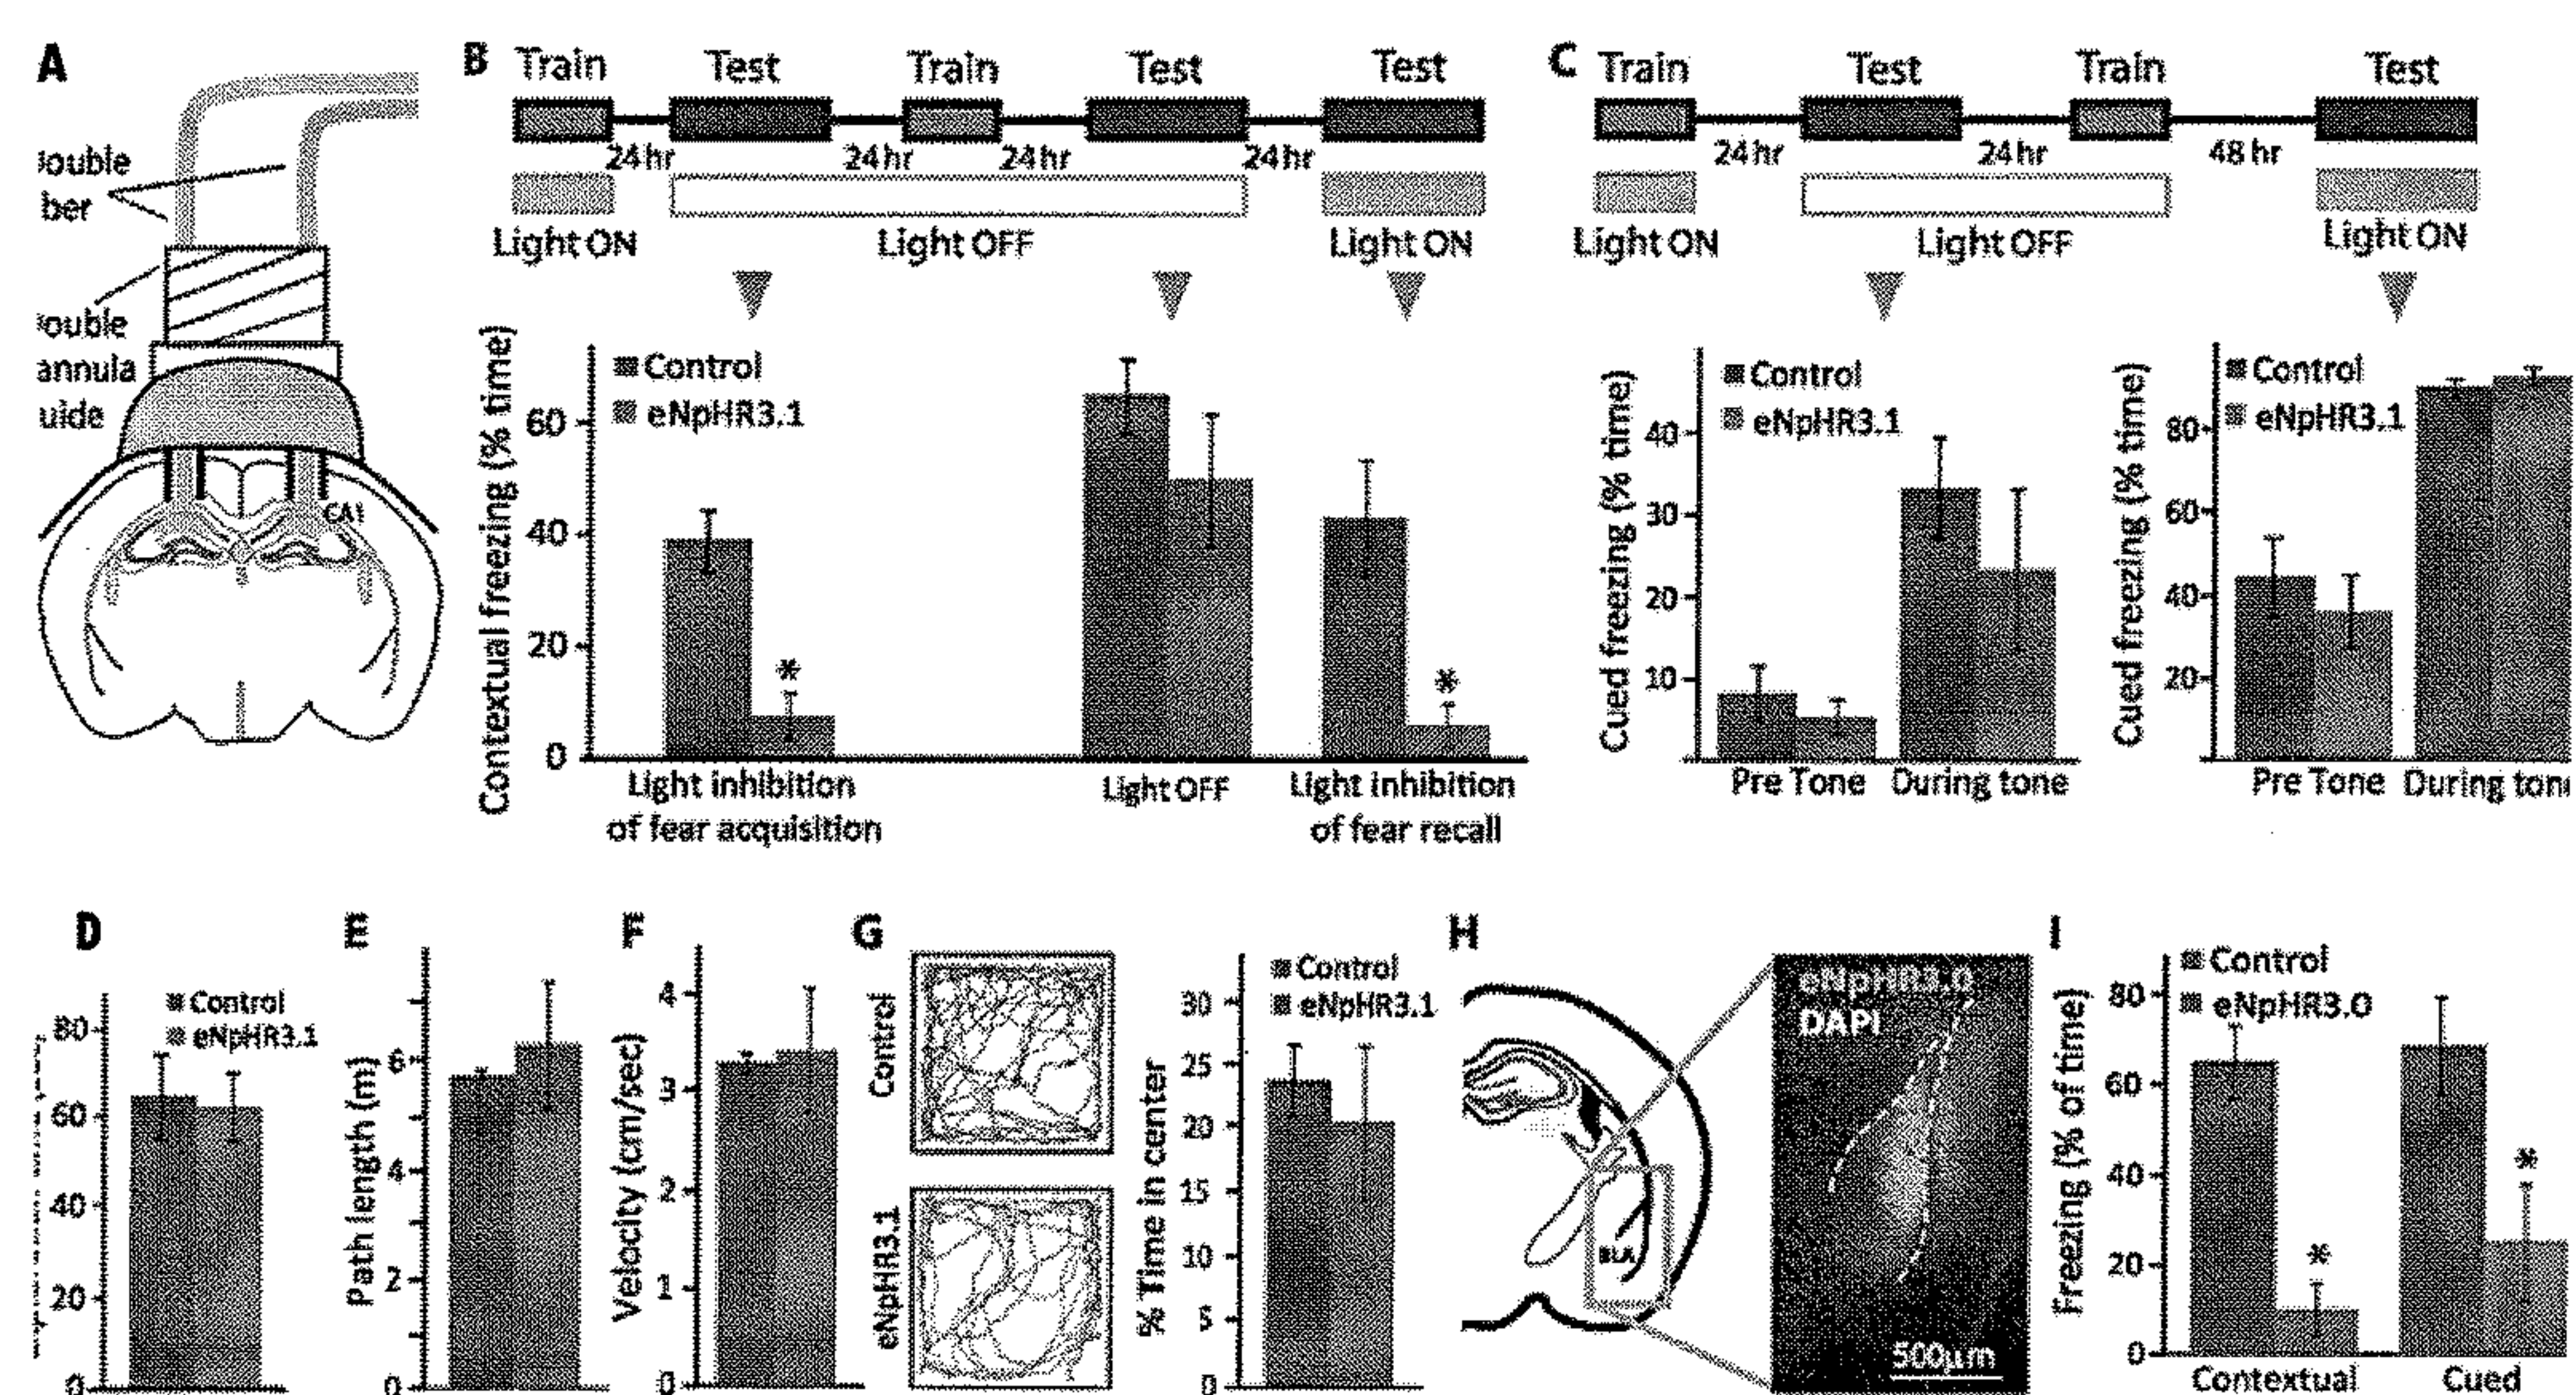 A
ouble
ber
ouble
annula
uide
CA1
B
Train
Test
Train
Test
Test
24hr
24hr
24hr
24hr
Light ON
Light OFF
Light ON
Contextual freezing (% time)
Control
eNpHR3.1
60
40
20
0
*
*
Light inhibition
of fear acquisition
Light OFF
Light inhibition
of fear recall
C
Train
Test
Train
Test
24hr
24hr
48hr
Light ON
Light OFF
Light ON
Cued freezing (% time)
Control
eNpHR3.1
40
30
20
10
Pre Tone
During tone
Cued freezing (% time)
Control
eNpHR3.1
80
60
40
20
Pre Tone
During ton
D
Control
eNpHR3.1
80
60
40
20
0
E
Path length (m)
6
4
2
0
F
Velocity (cm/sec)
4
3
2
1
0
G
Control
eNpHR3.1
% Time in center
Control
eNpHR3.1
30
25
20
15
10
5
0
H
BLA
eNpHR3.0
DAPI
500µm
I
Freezing (% of time)
Control
eNpHR3.0
80
60
40
20
0
*
*
Contextual
Cued